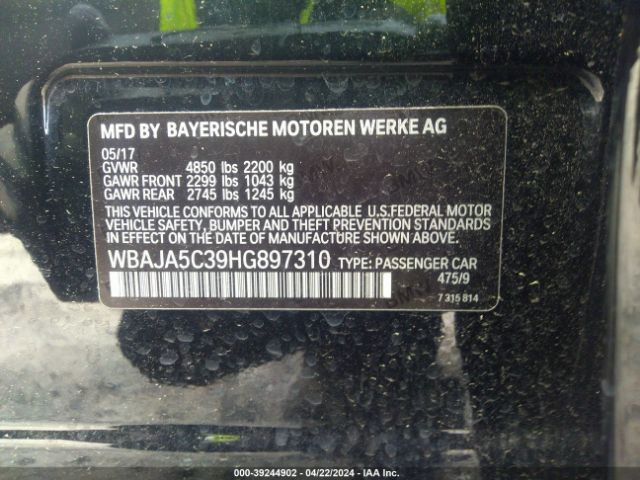 MFD BY BAYERISCHE MOTOREN WERKE AG
05/17
GVWR 4850 lbs 2200 kg
GAWR FRONT 2299 lbs 1043 kg
GAWR REAR 2745 lbs 1245 kg
THIS VEHICLE CONFORMS TO ALL APPLICABLE U.S.FEDERAL MOTOR
VEHICLE SAFETY, BUMPER AND THEFT PREVENTION STANDARDS
IN EFFECT ON THE DATE OF MANUFACTURE SHOWN ABOVE.
WBAJA5C39HG897310 TYPE: PASSENGER CAR
475/9
7 315 814
000-39244902 - 04/22/2024 - IAA Inc.